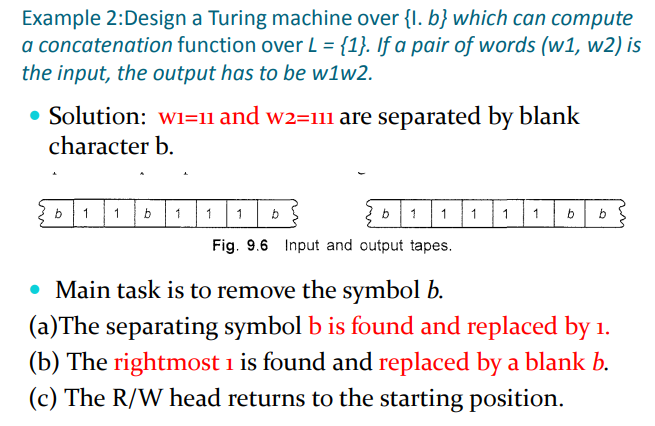 Example 2:Design a Turing machine over {I. b} which can compute
a concatenation function over L = {1}. If a pair of words (w1, w2) is
the input, the output has to be w1w2.
• Solution: w1=11 and w2=111 are separated by blank
character b.
b 1 1 b 1 1 1 b b 1 1 1 1 1 b b
Fig. 9.6 Input and output tapes.
• Main task is to remove the symbol b.
(a)The separating symbol b is found and replaced by 1.
(b) The rightmost 1 is found and replaced by a blank b.
(c) The R/W head returns to the starting position.